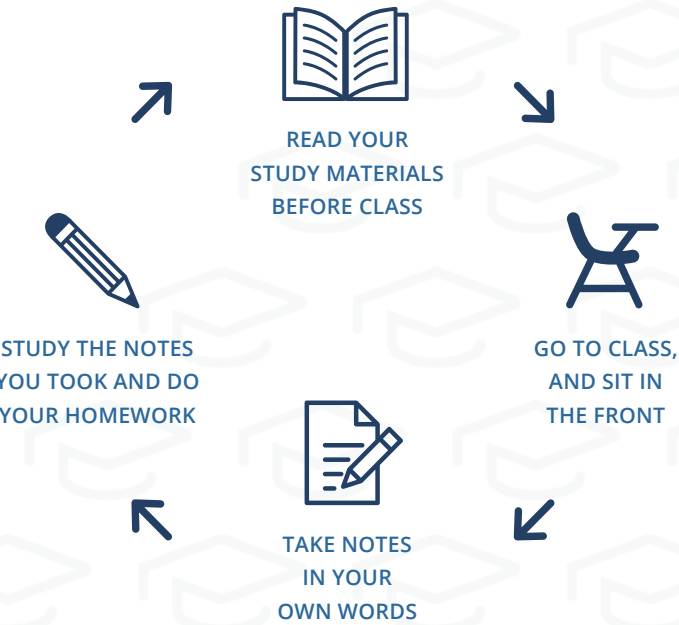 READ YOUR
STUDY MATERIALS
BEFORE CLASS
GO TO CLASS,
AND SIT IN
THE FRONT
TAKE NOTES
IN YOUR
OWN WORDS
STUDY THE NOTES
YOU TOOK AND DO
YOUR HOMEWORK